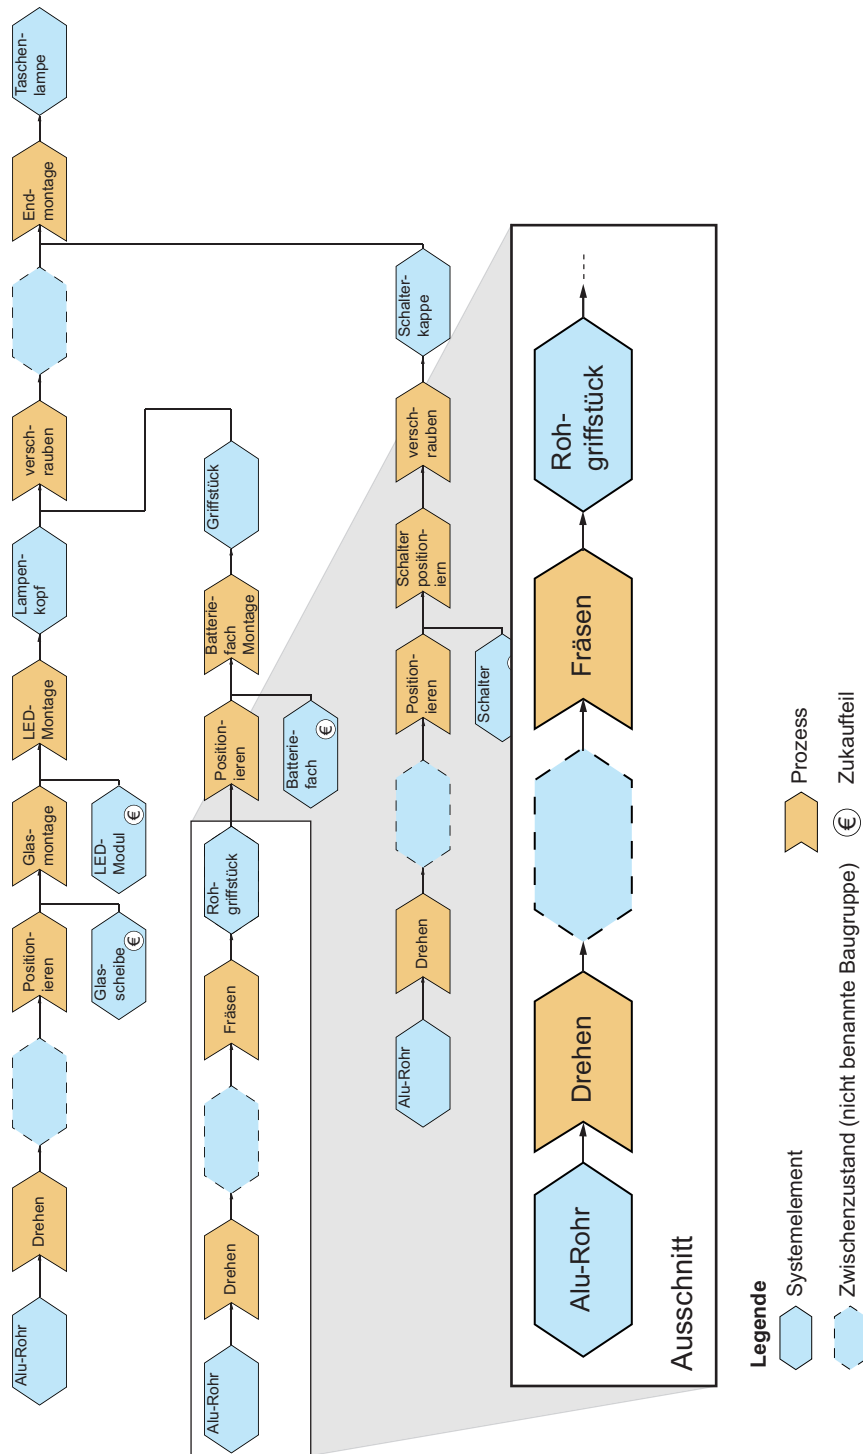 Alu-Rohr
Drehen
Position-
ieren
Glas-
scheibe
€
Glas-
montage
LED-
Modul
€
LED-
Montage
Lampen-
kopf
versch-
rauben
End-
montage
Taschen-
lampe
Alu-Rohr
Drehen
Fräsen
Roh-
griffstück
Position-
ieren
Batterie-
fach
€
Batterie-
fach
Montage
Griffstück
Alu-Rohr
Drehen
Position-
ieren
Schalter
Schalter
position-
iern
versch-
rauben
Schalter-
kappe
Alu-Rohr
Drehen
Fräsen
Roh-
griffstück
Ausschnitt
Legende
Systemelement
Prozess
Zwischenzustand (nicht benannte Baugruppe)
€ Zukaufteil